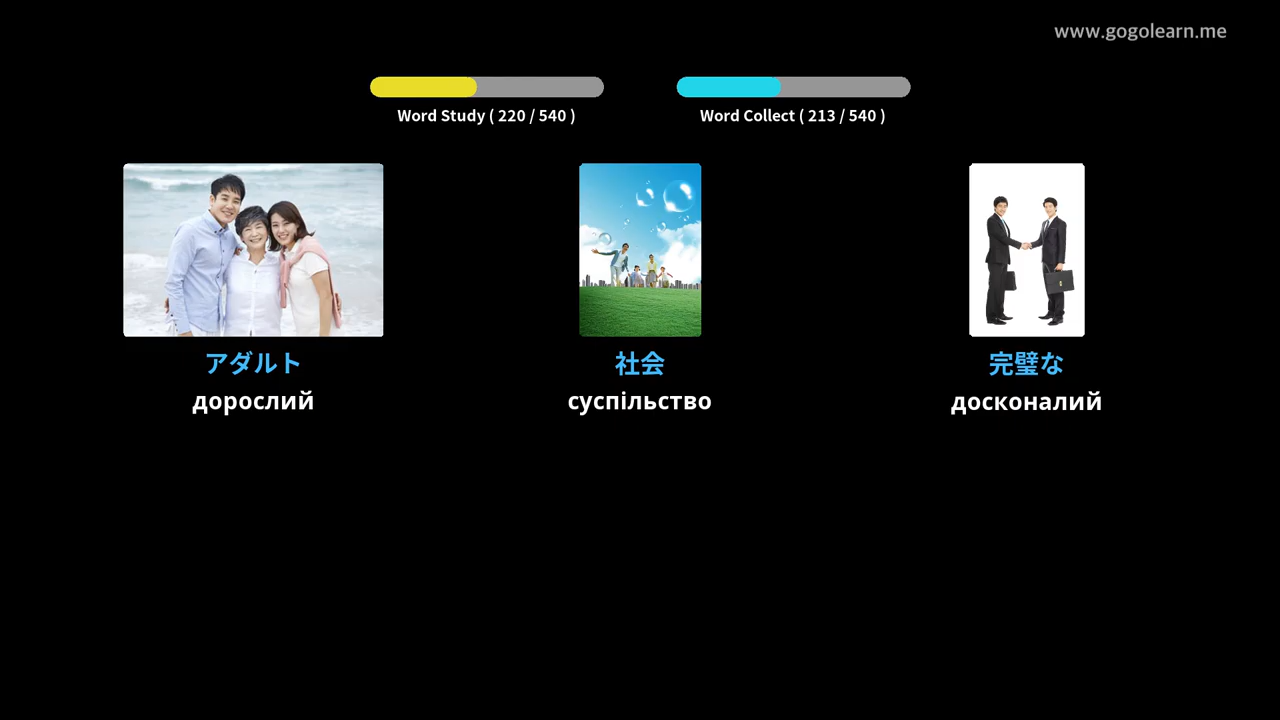 www.gogolearn.me
Word Study ( 220 / 540 )
Word Collect ( 213 / 540 )
アダルト
社会
完璧な
дорослий
суспільство
досконалий